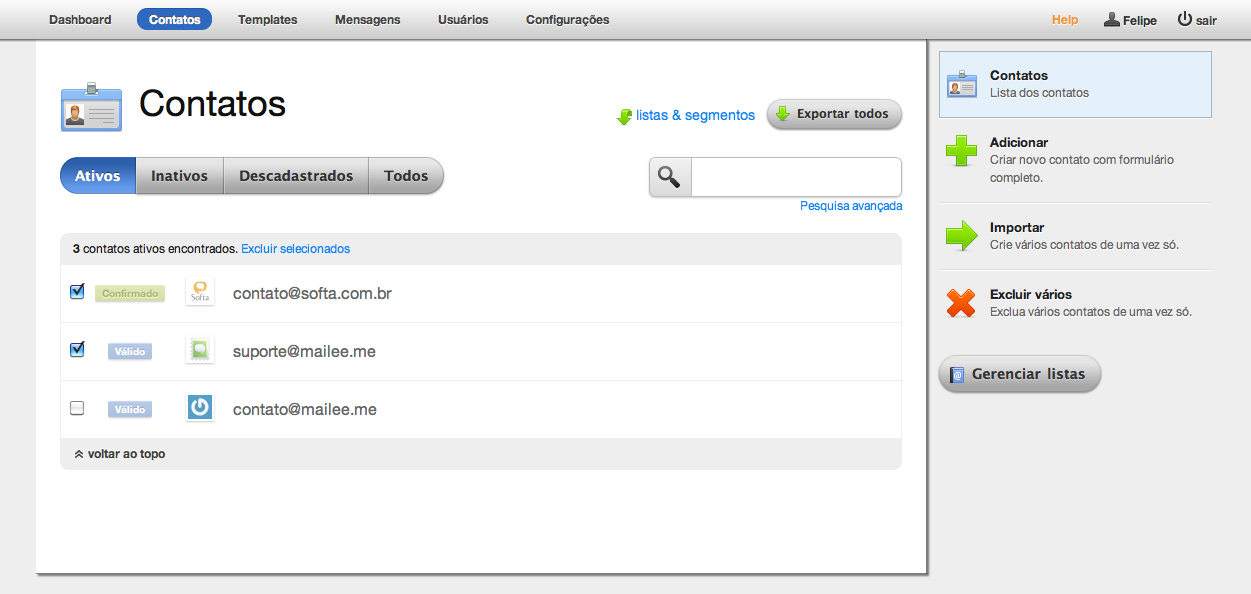 Dashboard Contatos Templates Mensagens Usuários Configurações Help Felipe sair
Contatos
listas & segmentos Exportar todos
Ativos Inativos Descadastrados Todos
Pesquisa avançada
3 contatos ativos encontrados. Excluir selecionados
Confirmado Softa contato@softa.com.br
Válido suporte@mailee.me
Válido contato@mailee.me
voltar ao topo
Contatos
Lista dos contatos
Adicionar
Criar novo contato com formulário
completo.
Importar
Crie vários contatos de uma vez só.
Excluir vários
Exclua vários contatos de uma vez só.
@ Gerenciar listas